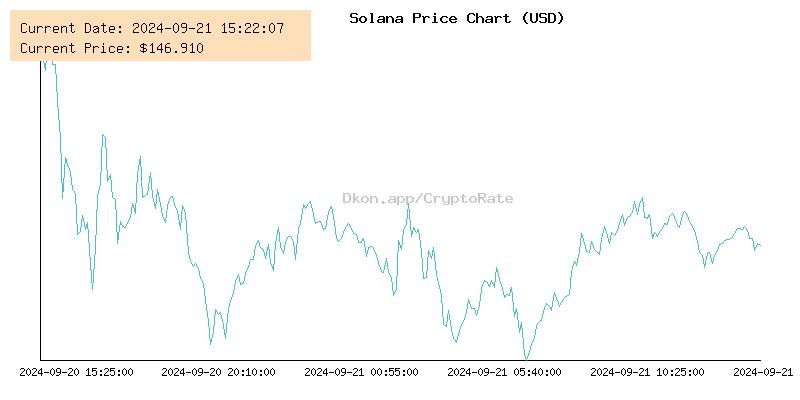 Solana Price Chart (USD)
Current Date: 2024-09-21 15:22:07
Current Price: $146.910
Dkon.app/CryptoRate
2024-09-20 15:25:00 2024-09-20 20:10:00 2024-09-21 00:55:00 2024-09-21 05:40:00 2024-09-21 10:25:00 2024-09-21